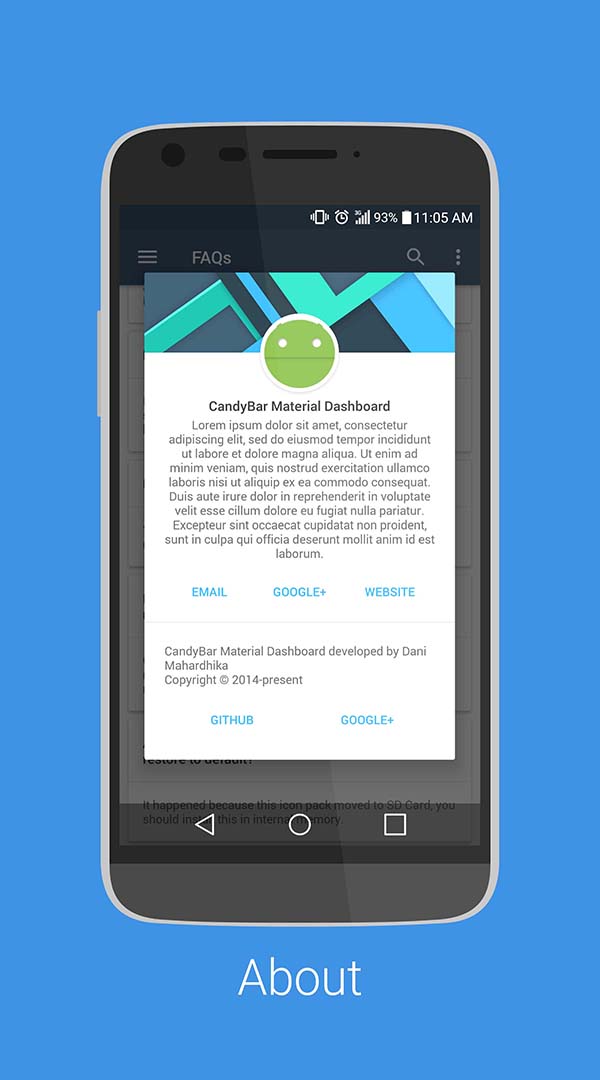 3G 93% 11:05 AM
FAQs
CandyBar Material Dashboard
Lorem ipsum dolor sit amet, consectetur
adipiscing elit, sed do eiusmod tempor incididunt
ut labore et dolore magna aliqua. Ut enim ad
minim veniam, quis nostrud exercitation ullamco
laboris nisi ut aliquip ex ea commodo consequat.
Duis aute irure dolor in reprehenderit in voluptate
velit esse cillum dolore eu fugiat nulla pariatur.
Excepteur sint occaecat cupidatat non proident,
sunt in culpa qui officia deserunt mollit anim id est
laborum.
EMAIL GOOGLE+ WEBSITE
CandyBar Material Dashboard developed by Dani
Mahardhika
Copyright © 2014-present
GITHUB GOOGLE+
restore to default?
It happened because this icon pack moved to SD Card, you
should install this in internal memory.
About